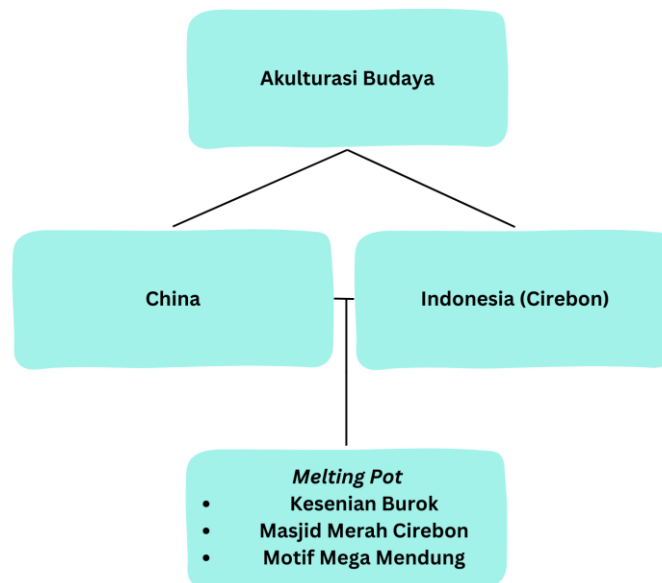 Akulturasi Budaya
China
Indonesia (Cirebon)
Melting Pot
• Kesenian Burok
• Masjid Merah Cirebon
• Motif Mega Mendung